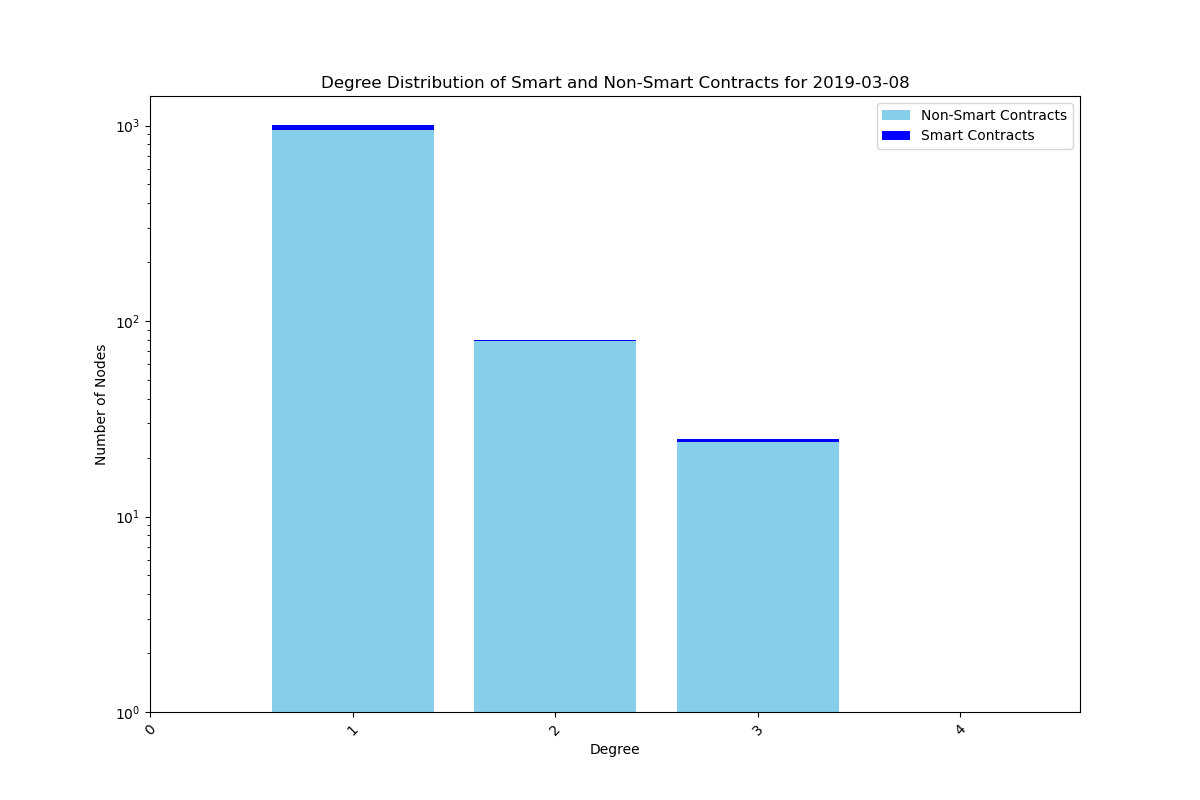 Degree Distribution of Smart and Non-Smart Contracts for 2019-03-08
Non-Smart Contracts
Smart Contracts
10³
10²
10¹
10⁰
Number of Nodes
0 1 2 3 4
Degree